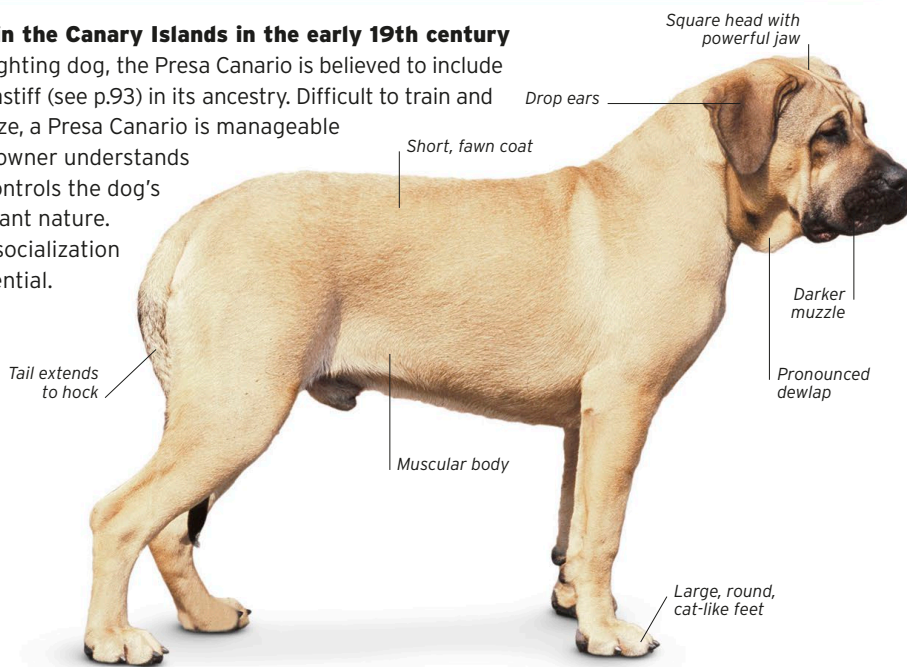 in the Canary Islands in the early 19th century
ghting dog, the Presa Canario is believed to include
astiff (see p.93) in its ancestry. Difficult to train and
ze, a Presa Canario is manageable
owner understands
ontrols the dog's
ant nature.
socialization
ential.
Square head with
powerful jaw
Drop ears
Short, fawn coat
Darker
muzzle
Tail extends
to hock
Pronounced
dewlap
Muscular body
Large, round,
cat-like feet